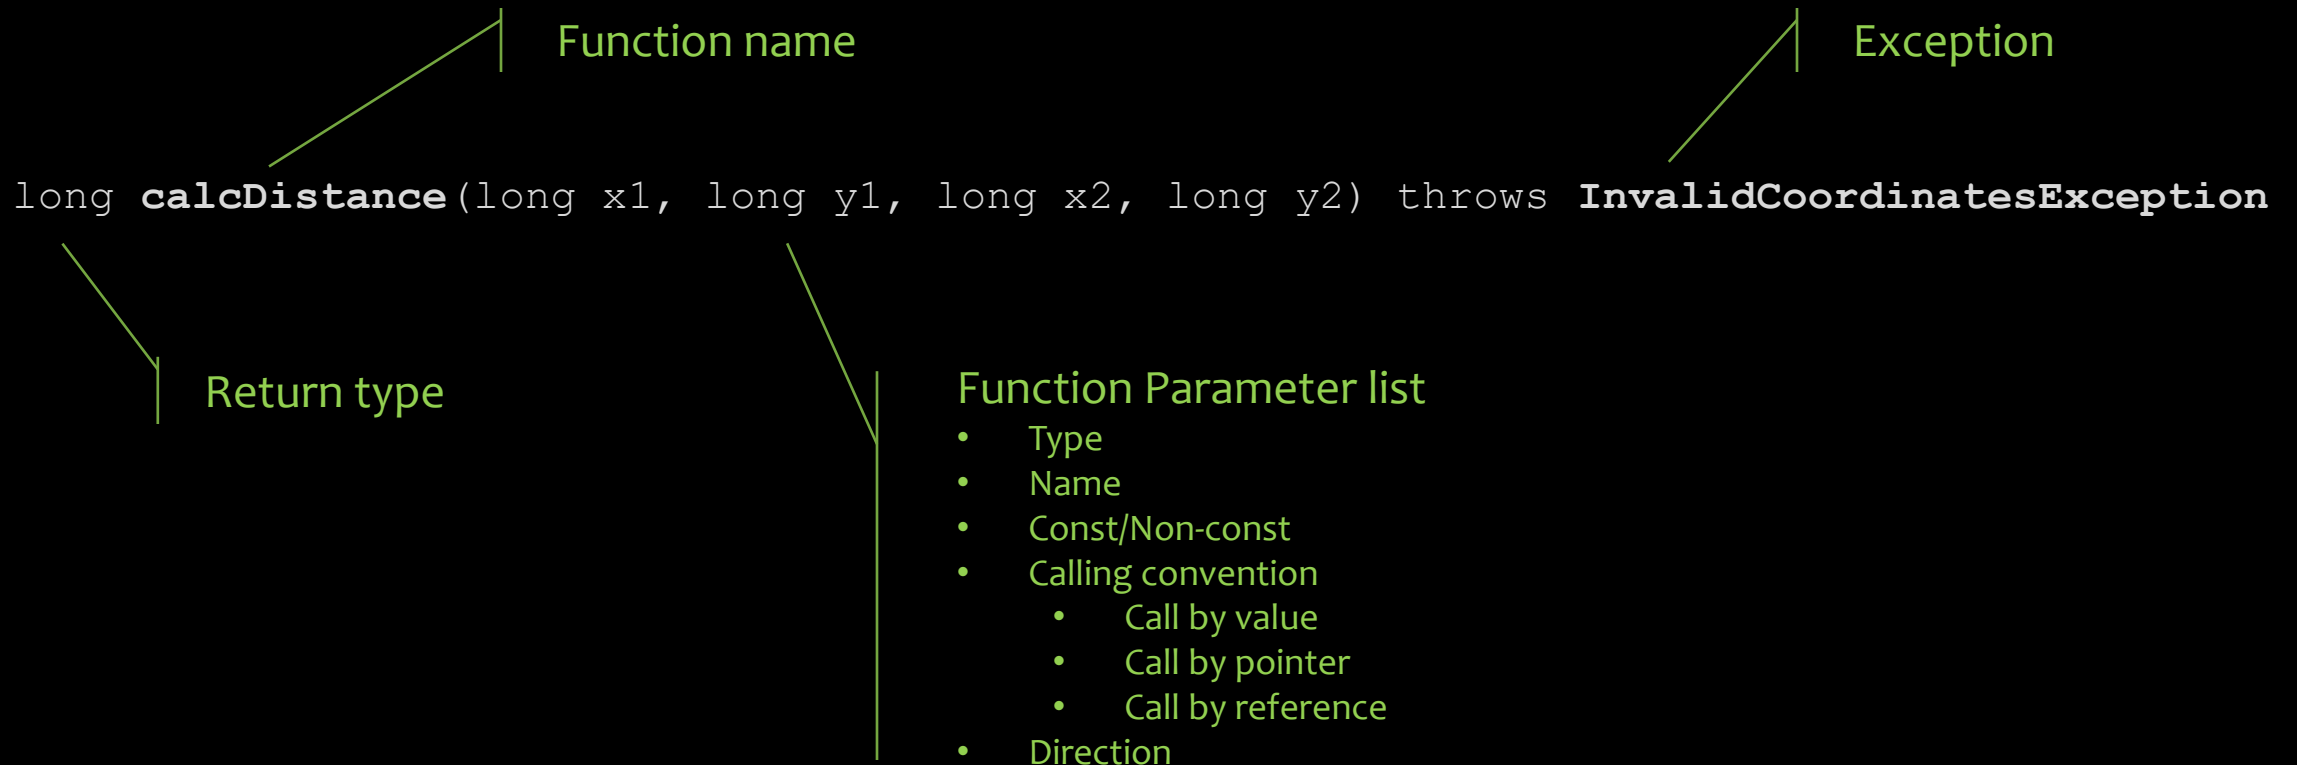 Function name
Exception
long calcDistance(long x1, long y1, long x2, long y2) throws InvalidCoordinatesException
Return type
Function Parameter list
• Type
• Name
• Const/Non-const
• Calling convention
• Call by value
• Call by pointer
• Call by reference
• Direction